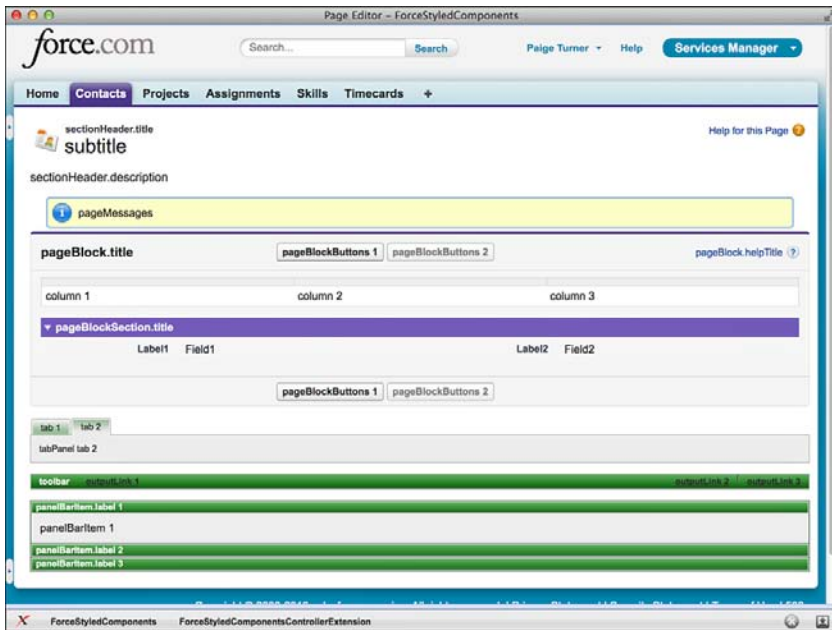 Page Editor – ForceStyledComponents
force.com Search... Search Paige Turner Help Services Manager
Home Contacts Projects Assignments Skills Timecards +
sectionHeader.title Help for this Page ?
subtitle
sectionHeader.description
i pageMessages
pageBlock.title pageBlockButtons 1 pageBlockButtons 2 pageBlock.helpTitle ?
column 1 column 2 column 3
pageBlockSection.title
Label1 Field1 Label2 Field2
pageBlockButtons 1 pageBlockButtons 2
tab 1 tab 2
tabPanel tab 2
toolbar outputLink 1 outputLink 2 outputLink 3
panelBarItem.label 1
panelBarItem 1
panelBarItem.label 2
panelBarItem.label 3
ForceStyledComponents ForceStyledComponentsControllerExtension